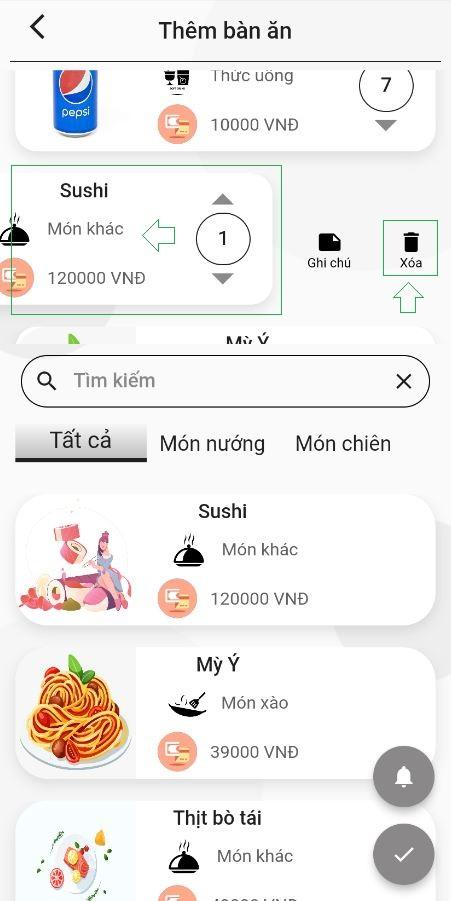 Thêm bàn ăn
pepsi
Thức uống
10000 VNĐ
7
Sushi
Món khác
120000 VNĐ
1
Ghi chú
Xóa
Mỳ Ý
Tìm kiếm
Tất cả
Món nướng
Món chiên
Sushi
Món khác
120000 VNĐ
Mỳ Ý
Món xào
39000 VNĐ
Thịt bò tái
Món khác